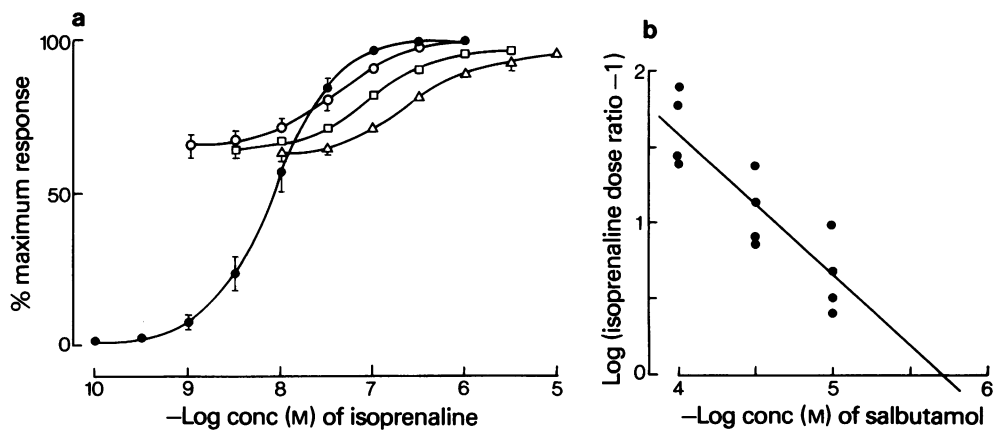 a
100
50
0
% maximum response
10 9 8 7 6 5
−Log conc (M) of isoprenaline
b
2
1
0
Log (isoprenaline dose ratio −1)
4 5 6
−Log conc (M) of salbutamol